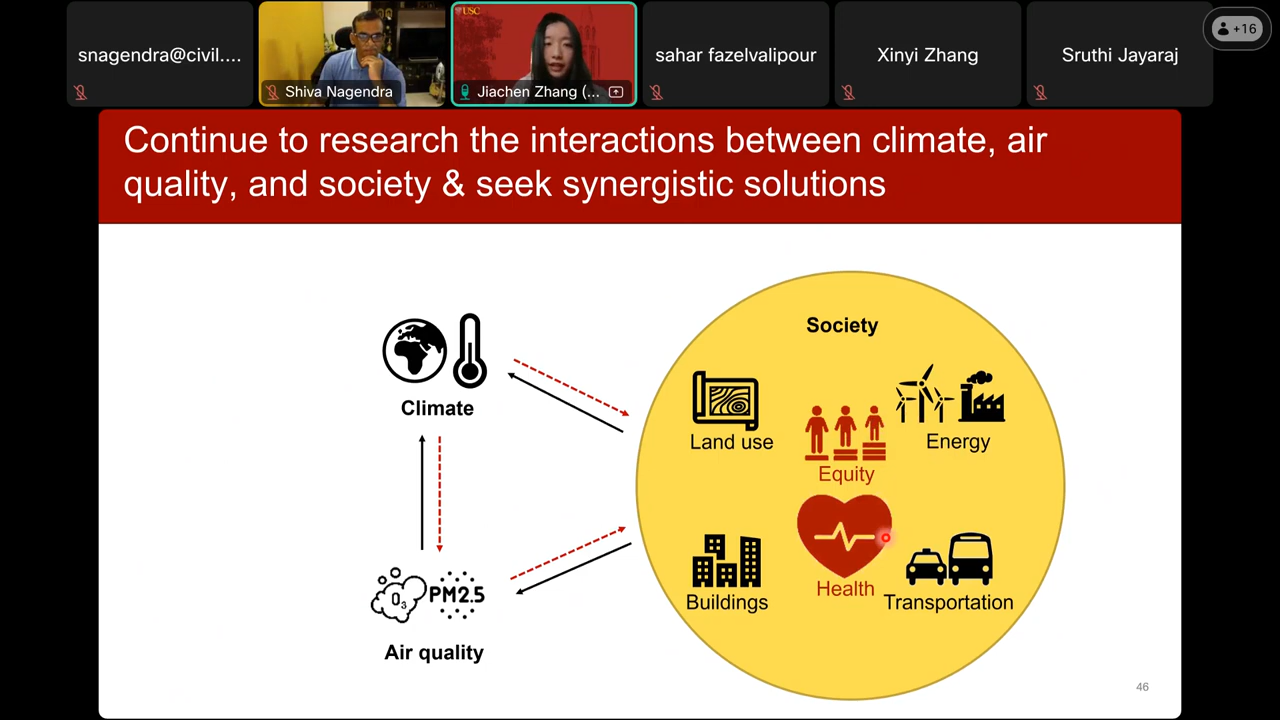 snagendra@civil....
Shiva Nagendra
USC
Jiachen Zhang (...
sahar fazelvalipour
Xinyi Zhang
Sruthi Jayaraj
+16
Continue to research the interactions between climate, air
quality, and society & seek synergistic solutions
Society
Climate
Land use
Equity
Energy
O3
PM2.5
Air quality
Buildings
Health
Transportation
46